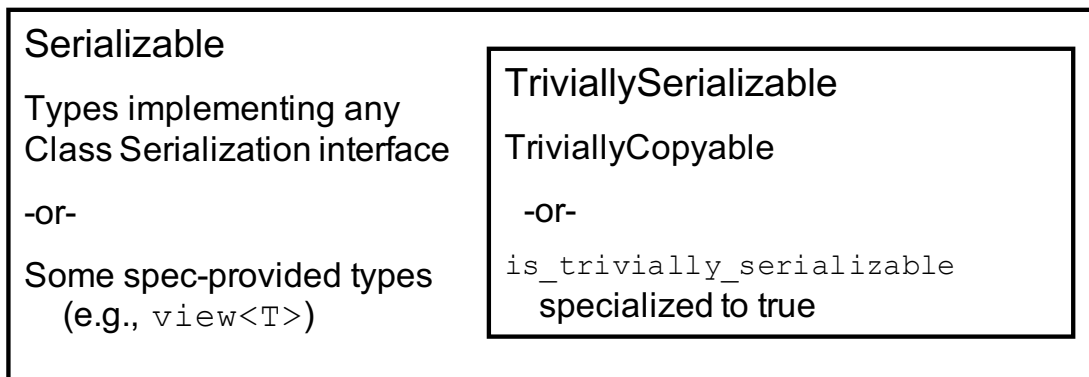 Serializable
Types implementing any
Class Serialization interface
-or-
Some spec-provided types
(e.g., view<T>)
TriviallySerializable
TriviallyCopyable
-or-
is_trivially_serializable
specialized to true